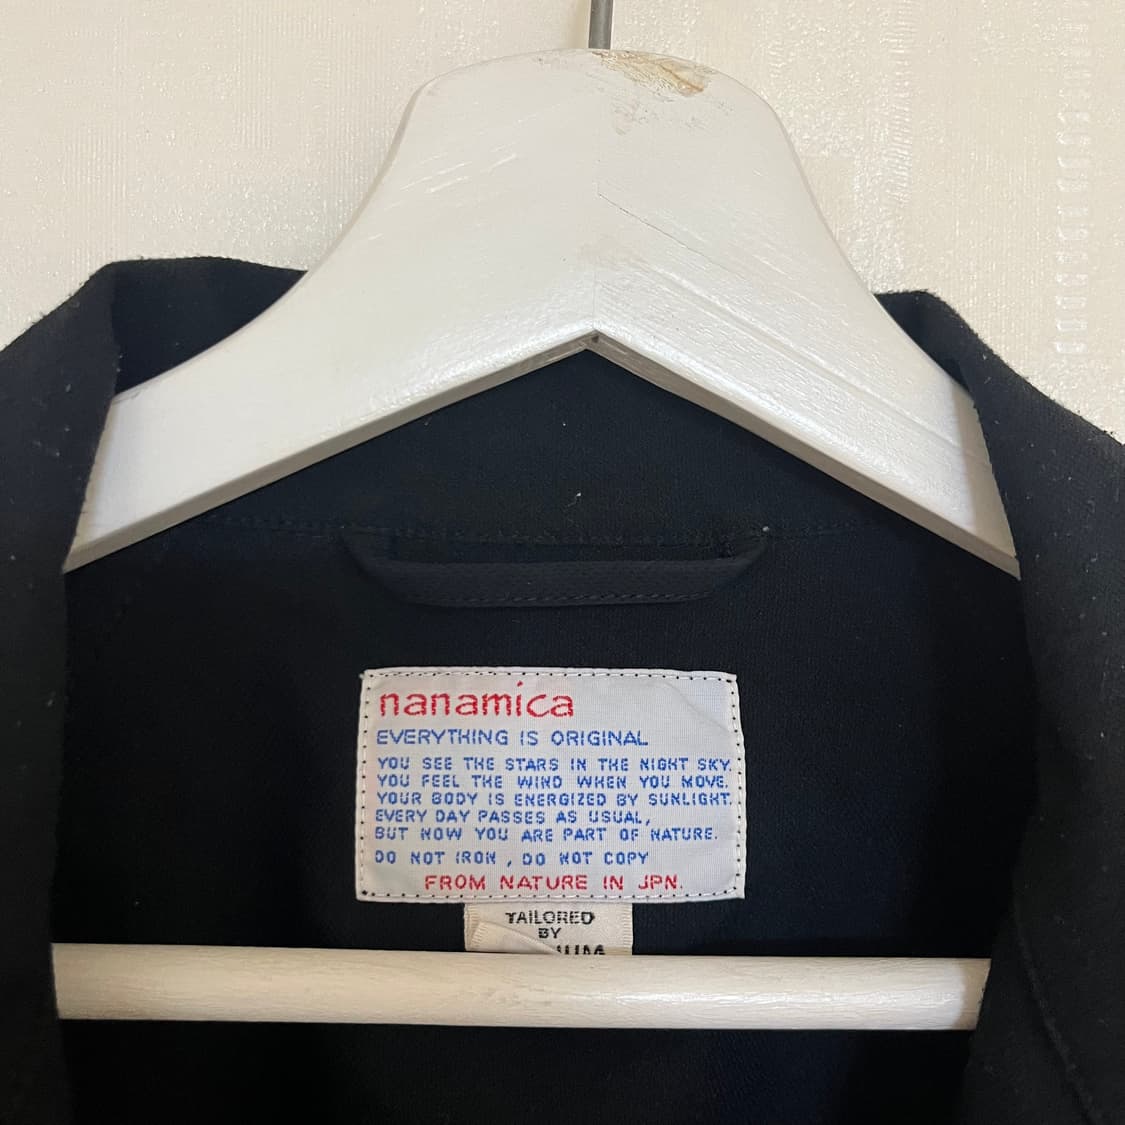 nanamica
EVERYTHING IS ORIGINAL
YOU SEE THE STARS IN THE NIGHT SKY.
YOU FEEL THE WIND WHEN YOU MOVE.
YOUR BODY IS ENERGIZED BY SUNLIGHT.
EVERY DAY PASSES AS USUAL,
BUT NOW YOU ARE PART OF NATURE.
DO NOT IRON , DO NOT COPY
FROM NATURE IN JPN.
TAILORED
BY